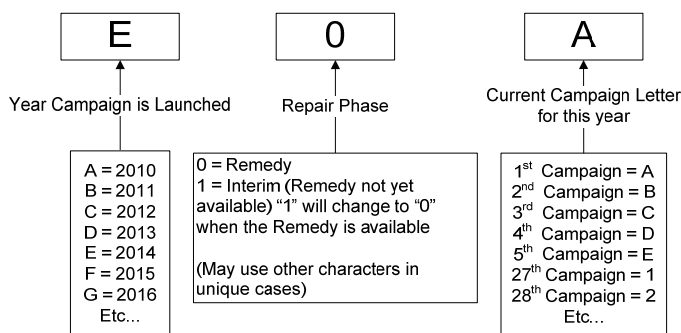 E
0
A
Year Campaign is Launched
Repair Phase
Current Campaign Letter
for this year
A = 2010
B = 2011
C = 2012
D = 2013
E = 2014
F = 2015
G = 2016
Etc...
0 = Remedy
1 = Interim (Remedy not yet
available) “1” will change to “0”
when the Remedy is available
(May use other characters in
unique cases)
1st Campaign = A
2nd Campaign = B
3rd Campaign = C
4th Campaign = D
5th Campaign = E
27th Campaign = 1
28th Campaign = 2
Etc...